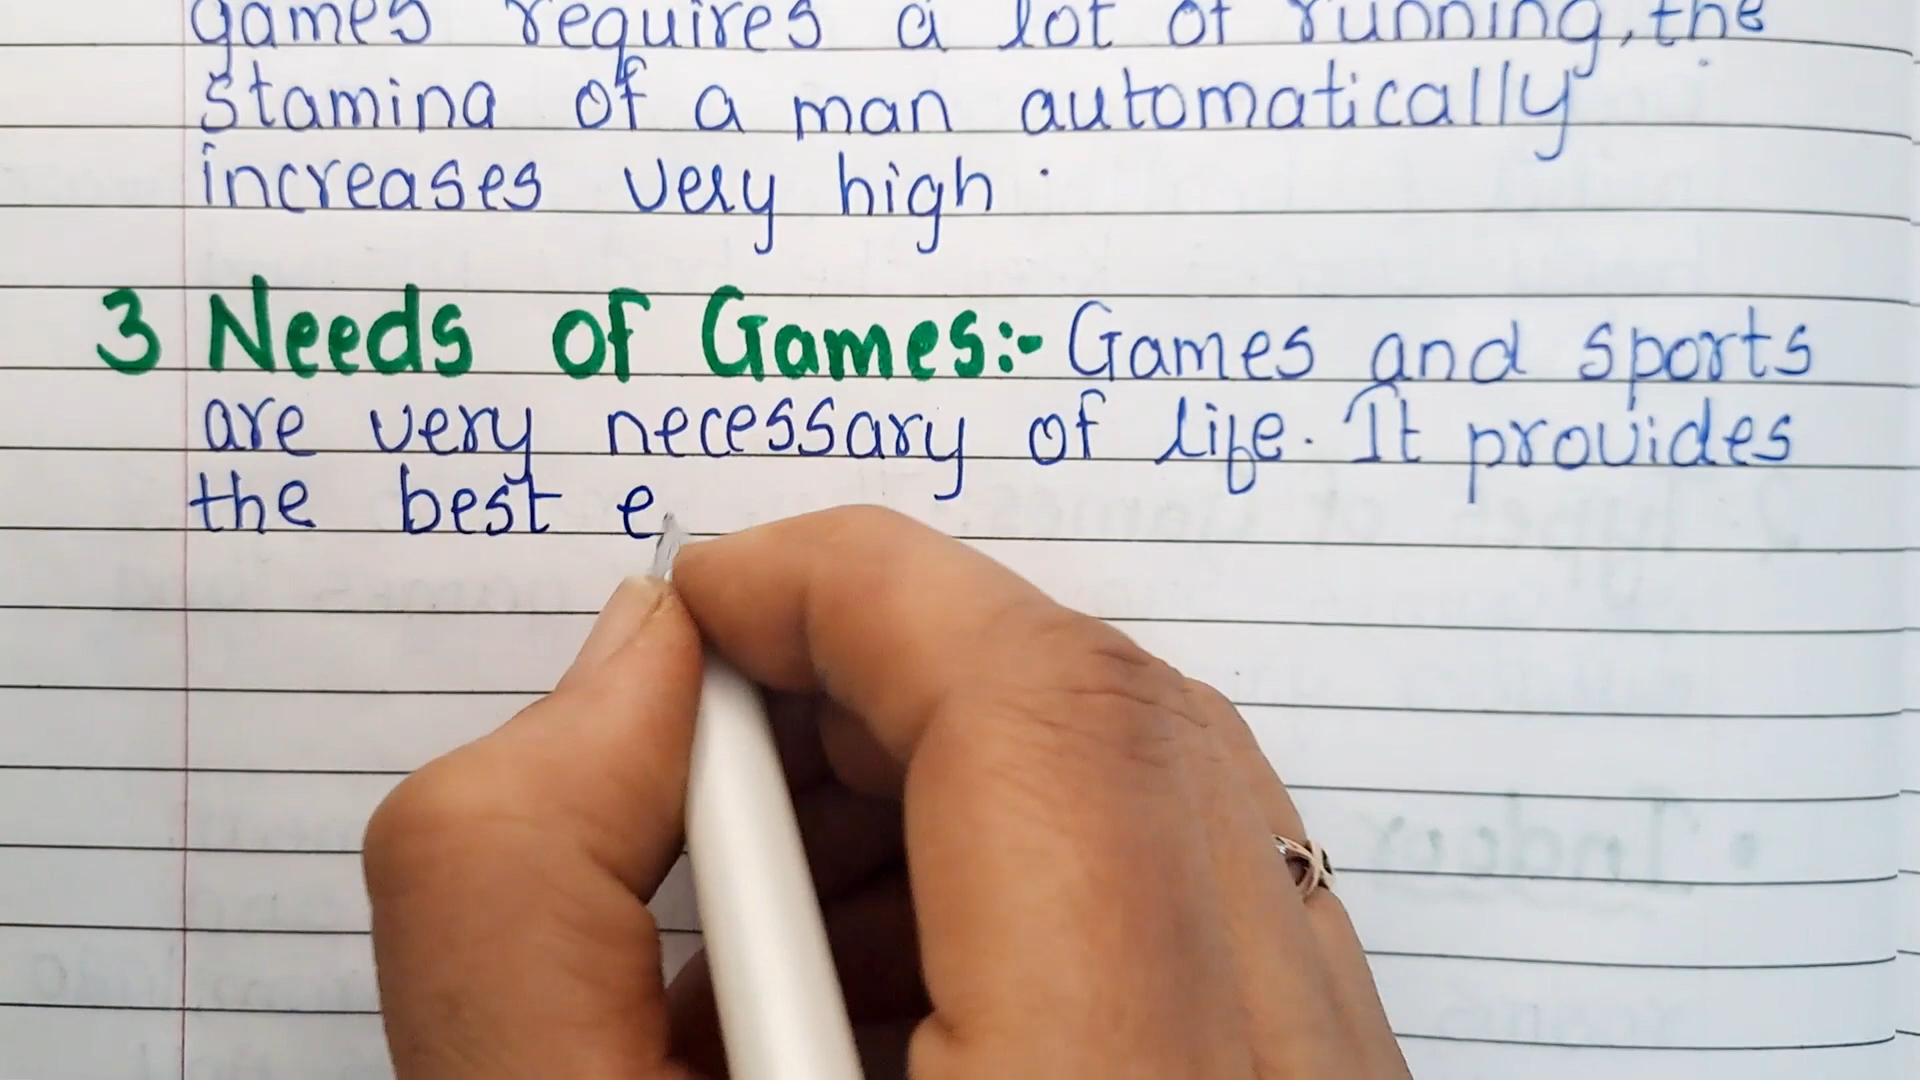 games requires a lot of running, the
stamina of a man automatically
increases very high.
3 Needs of Games:- Games and sports
are very necessary of life. It provides
the best e